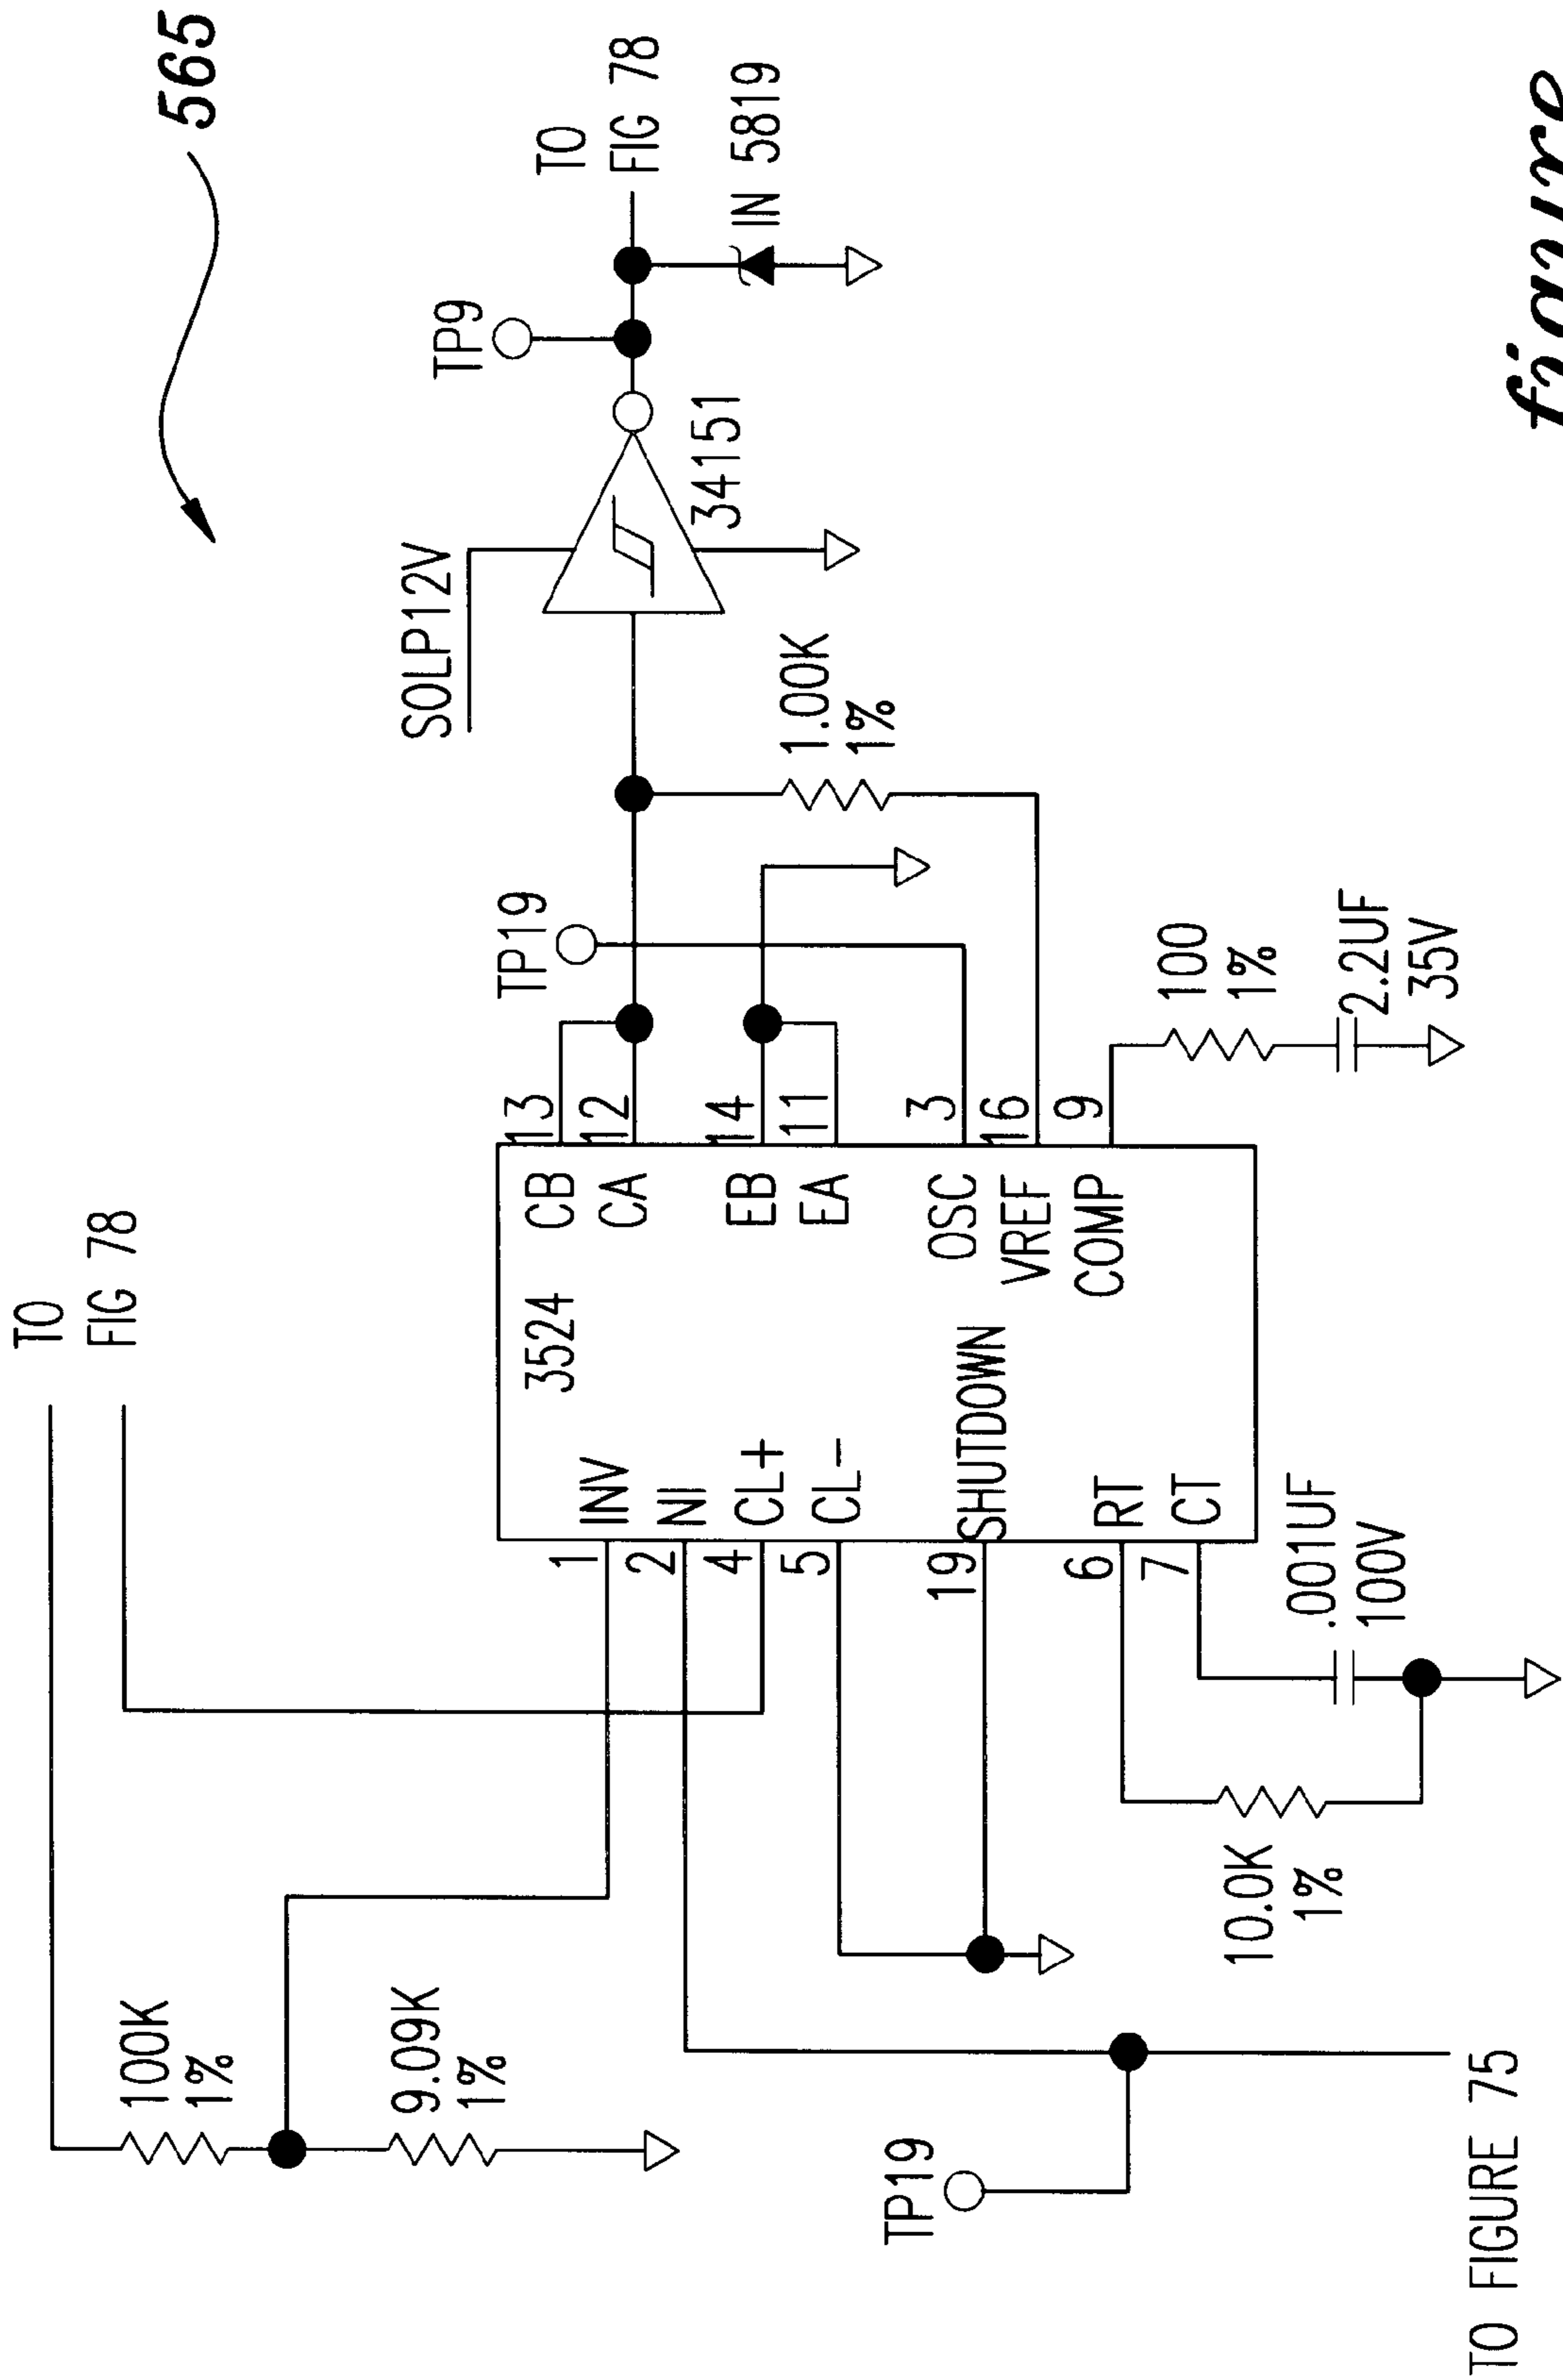 565
TO
FIG 78
TO
FIG 78
IN 5819
TP9
34151
SOLP12V
1.00K
1%
TP19
13
12
14
11
3
16
9
CB
CA
EB
EA
OSC
VREF
COMP
3524
INV
NI
CL+
CL-
SHUTDOWN
RT
CT
1
2
4
5
19
6
7
100
1%
2.2UF
35V
.001UF
100V
10.0K
1%
100K
1%
9.09K
1%
TP19
TO FIGURE 75
figure